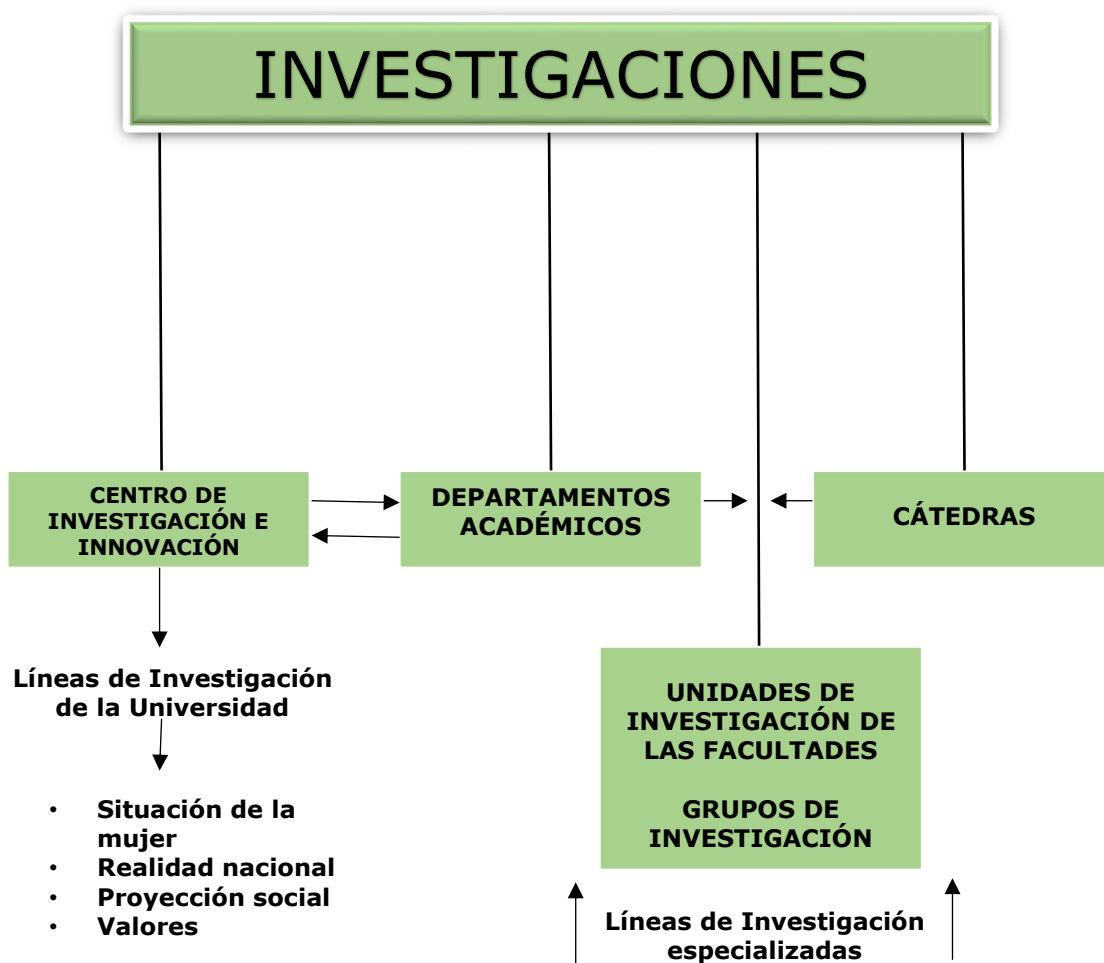 INVESTIGACIONES
CENTRO DE
INVESTIGACIÓN E
INNOVACIÓN
DEPARTAMENTOS
ACADÉMICOS
CÁTEDRAS
Líneas de Investigación
de la Universidad
• Situación de la
mujer
• Realidad nacional
• Proyección social
• Valores
UNIDADES DE
INVESTIGACIÓN DE
LAS FACULTADES
GRUPOS DE
INVESTIGACIÓN
Líneas de Investigación
especializadas